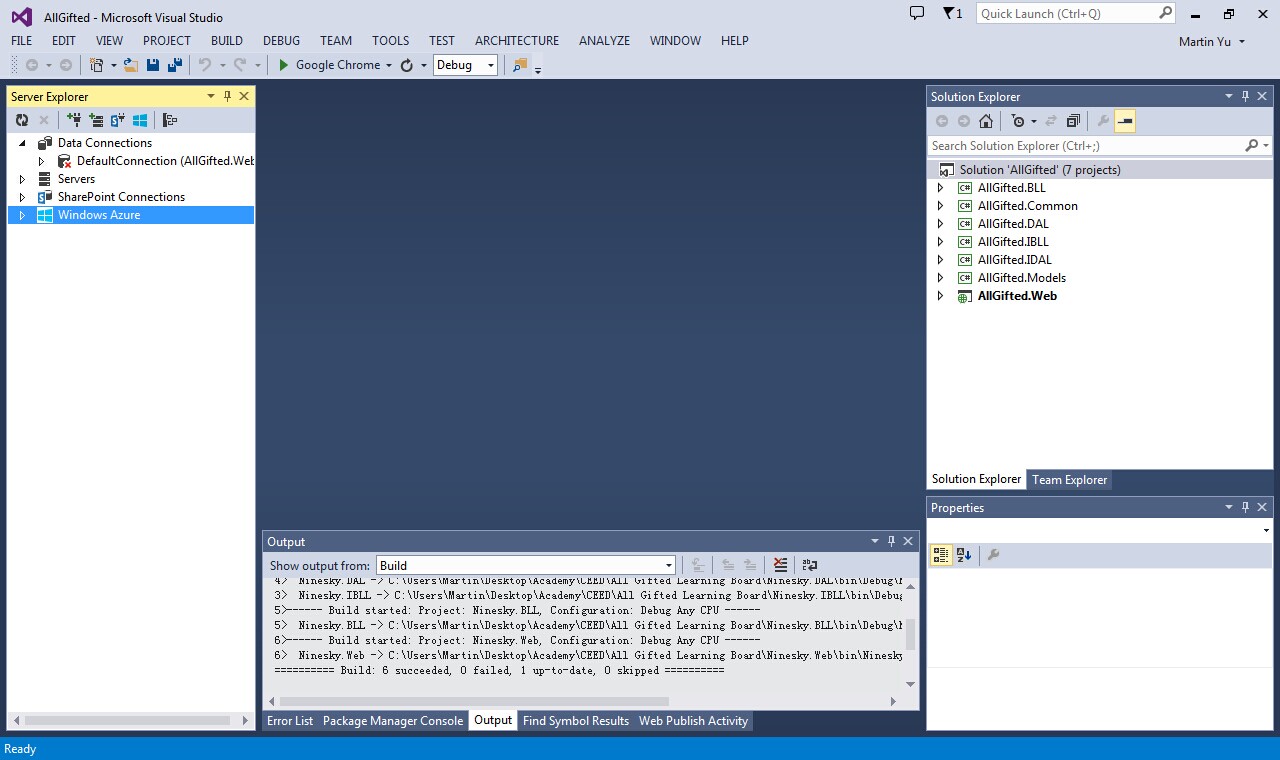 AllGifted - Microsoft Visual Studio
1
Quick Launch (Ctrl+Q)
FILE EDIT VIEW PROJECT BUILD DEBUG TEAM TOOLS TEST ARCHITECTURE ANALYZE WINDOW HELP
Martin Yu
Google Chrome
Debug
Server Explorer
Data Connections
DefaultConnection (AllGifted.Web
Servers
SharePoint Connections
Windows Azure
Output
Show output from: Build
4> Ninesky.DAL -> C:\Users\Martin\Desktop\Academy\CEED\All Gifted Learning Board\Ninesky.DAL\bin\Debug\
3> Ninesky.IBLL -> C:\Users\Martin\Desktop\Academy\CEED\All Gifted Learning Board\Ninesky.IBLL\bin\Debug
5>------ Build started: Project: Ninesky.BLL, Configuration: Debug Any CPU ------
5> Ninesky.BLL -> C:\Users\Martin\Desktop\Academy\CEED\All Gifted Learning Board\Ninesky.BLL\bin\Debug\
6>------ Build started: Project: Ninesky.Web, Configuration: Debug Any CPU ------
6> Ninesky.Web -> C:\Users\Martin\Desktop\Academy\CEED\All Gifted Learning Board\Ninesky.Web\bin\Ninesky
========== Build: 6 succeeded, 0 failed, 1 up-to-date, 0 skipped ==========
Error List Package Manager Console Output Find Symbol Results Web Publish Activity
Solution Explorer
Search Solution Explorer (Ctrl+;)
Solution 'AllGifted' (7 projects)
C# AllGifted.BLL
C# AllGifted.Common
C# AllGifted.DAL
C# AllGifted.IBLL
C# AllGifted.IDAL
C# AllGifted.Models
AllGifted.Web
Solution Explorer Team Explorer
Properties
Ready